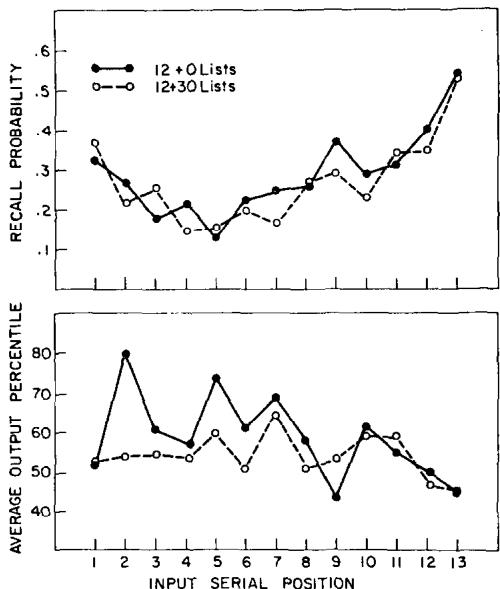 RECALL PROBABILITY
.6
.5
.4
.3
.2
.1
12+0 Lists
12+30 Lists
AVERAGE OUTPUT PERCENTILE
80
70
60
50
40
1 2 3 4 5 6 7 8 9 10 11 12 13
INPUT SERIAL POSITION